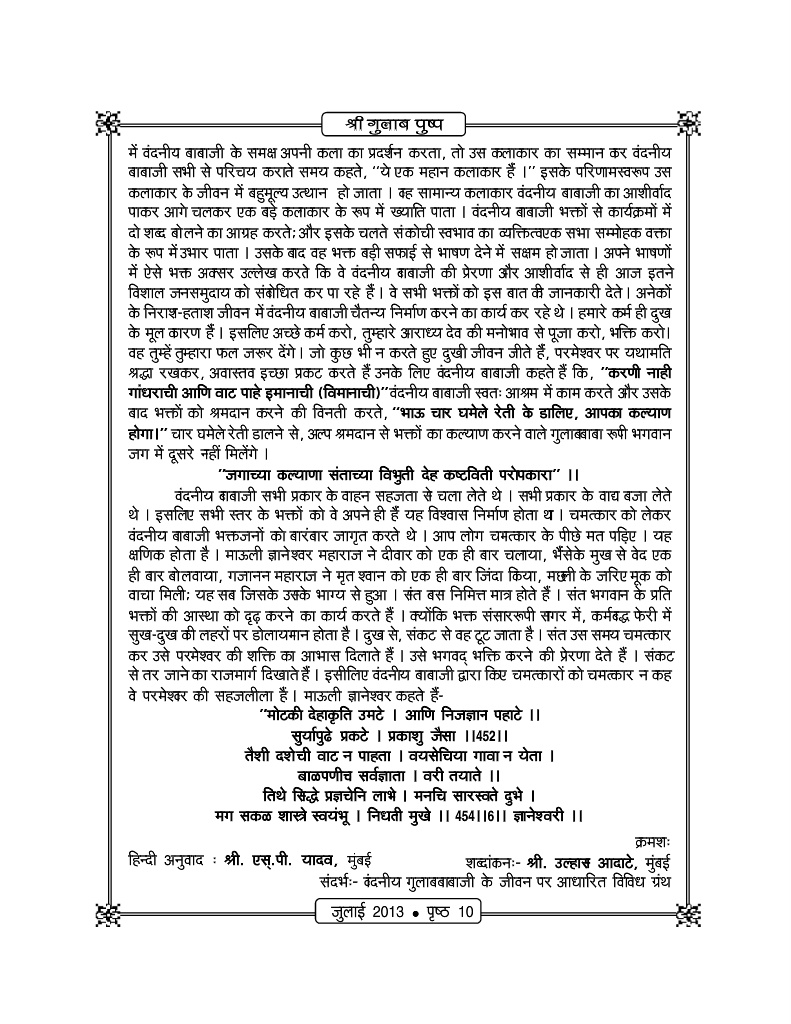 श्री गुलाब पुष्प
में वंदनीय बाबाजी के समक्ष अपनी कला का प्रदर्शन करता, तो उस कलाकार का सम्मान कर वंदनीय
बाबाजी सभी से परिचय कराते समय कहते, ‘‘ये एक महान कलाकार हैं ।’’ इसके परिणामस्वरूप उस
कलाकार के जीवन में बहुमूल्य उत्थान हो जाता । वह सामान्य कलाकार वंदनीय बाबाजी का आशीर्वाद
पाकर आगे चलकर एक बड़े कलाकार के रूप में ख्याति पाता । वंदनीय बाबाजी भक्तों से कार्यक्रमों में
दो शब्द बोलने का आग्रह करते; और इसके चलते संकोची स्वभाव का व्यक्तित्व एक सभा सम्मोहक वक्ता
के रूप में उभार पाता । उसके बाद वह भक्त बड़ी सफाई से भाषण देने में सक्षम हो जाता । अपने भाषणों
में ऐसे भक्त अक्सर उल्लेख करते कि वे वंदनीय बाबाजी की प्रेरणा और आशीर्वाद से ही आज इतने
विशाल जनसमुदाय को संबोधित कर पा रहे हैं । वे सभी भक्तों को इस बात की जानकारी देते । अनेकों
के निराश-हताश जीवन में वंदनीय बाबाजी चैतन्य निर्माण करने का कार्य कर रहे थे । हमारे कर्म ही दुख
के मूल कारण हैं । इसलिए अच्छे कर्म करो, तुम्हारे आराध्य देव की मनोभाव से पूजा करो, भक्ति करो।
वह तुम्हें तुम्हारा फल जरूर देंगे । जो कुछ भी न करते हुए दुखी जीवन जीते हैं, परमेश्वर पर यथामति
श्रद्धा रखकर, अवास्तव इच्छा प्रकट करते हैं उनके लिए वंदनीय बाबाजी कहते हैं कि, ‘‘करणी नाही
गांधराची आणि वाट पाहे इमानाची (विमानाची)’’ वंदनीय बाबाजी स्वतः आश्रम में काम करते और उसके
बाद भक्तों को श्रमदान करने की विनती करते, ‘‘भाऊ चार घमेले रेती के डालिए, आपका कल्याण
होगा।’’ चार घमेले रेती डालने से, अल्प श्रमदान से भक्तों का कल्याण करने वाले गुलाबबाबा रूपी भगवान
जग में दूसरे नहीं मिलेंगे ।
‘‘जगाच्या कल्याणा संताच्या विभुती देह कष्टविती परोपकारा’’ ।।
वंदनीय बाबाजी सभी प्रकार के वाहन सहजता से चला लेते थे । सभी प्रकार के वाद्य बजा लेते
थे । इसलिए सभी स्तर के भक्तों को वे अपने ही हैं यह विश्वास निर्माण होता था । चमत्कार को लेकर
वंदनीय बाबाजी भक्तजनों को बारंबार जागृत करते थे । आप लोग चमत्कार के पीछे मत पड़िए । यह
क्षणिक होता है । माऊली ज्ञानेश्वर महाराज ने दीवार को एक ही बार चलाया, भैंसे के मुख से वेद एक
ही बार बोलवाया, गजानन महाराज ने मृत श्वान को एक ही बार जिंदा किया, मछली के जरिए मूक को
वाचा मिली; यह सब जिसके उसके भाग्य से हुआ । संत बस निमित्त मात्र होते हैं । संत भगवान के प्रति
भक्तों की आस्था को दृढ़ करने का कार्य करते हैं । क्योंकि भक्त संसाररूपी सागर में, कर्मबद्ध फेरी में
सुख-दुख की लहरों पर डोलायमान होता है । दुख से, संकट से वह टूट जाता है । संत उस समय चमत्कार
कर उसे परमेश्वर की शक्ति का आभास दिलाते हैं । उसे भगवद् भक्ति करने की प्रेरणा देते हैं । संकट
से तर जाने का राजमार्ग दिखाते हैं । इसीलिए वंदनीय बाबाजी द्वारा किए चमत्कारों को चमत्कार न कह
वे परमेश्वर की सहजलीला हैं । माऊली ज्ञानेश्वर कहते हैं-
‘‘मोटकी देहाकृति उमटे । आणि निजज्ञान पहाटे ।।
सुर्यापुढे प्रकटे । प्रकाशु जैसा ।।452।।
तैशी दशेची वाट न पाहता । वयसेचिया गावा न येता ।
बाळपणीच सर्वज्ञाता । वरी तयाते ।।
तिथे सिद्धे प्रज्ञचेनि लाभे । मनचि सारस्वते दुभे ।
मग सकळ शास्त्रे स्वयंभू । निधती मुखे ।। 454।।6।। ज्ञानेश्वरी ।।
क्रमशः
हिन्दी अनुवाद : श्री. एस्.पी. यादव, मुंबई
शब्दांकनः- श्री. उल्हास आदाटे, मुंबई
संदर्भः- वंदनीय गुलाबबाबाजी के जीवन पर आधारित विविध ग्रंथ
जुलाई 2013 ● पृष्ठ 10